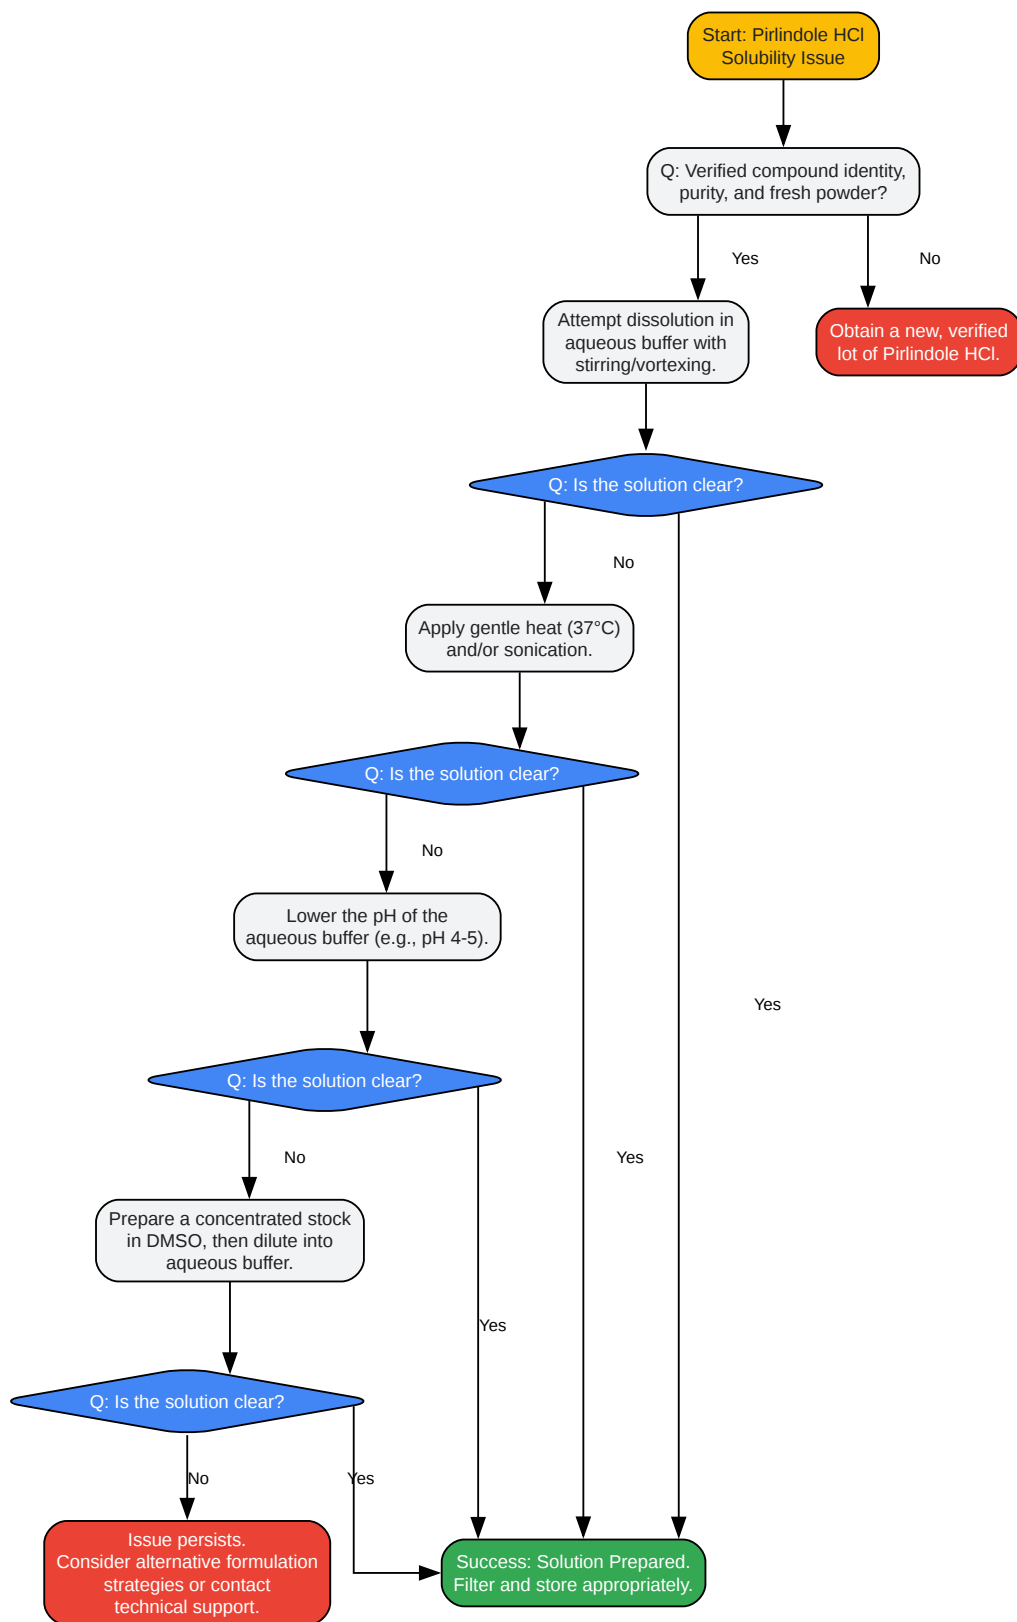 Start: Pirlindole HCl
Solubility Issue
Q: Verified compound identity,
purity, and fresh powder?
Yes
No
Attempt dissolution in
aqueous buffer with
stirring/vortexing.
Obtain a new, verified
lot of Pirlindole HCl.
Q: Is the solution clear?
No
Apply gentle heat (37°C)
and/or sonication.
Q: Is the solution clear?
No
Lower the pH of the
aqueous buffer (e.g., pH 4-5).
Yes
Q: Is the solution clear?
No
Yes
Prepare a concentrated stock
in DMSO, then dilute into
aqueous buffer.
Yes
Q: Is the solution clear?
No
Yes
Issue persists.
Consider alternative formulation
strategies or contact
technical support.
Success: Solution Prepared.
Filter and store appropriately.